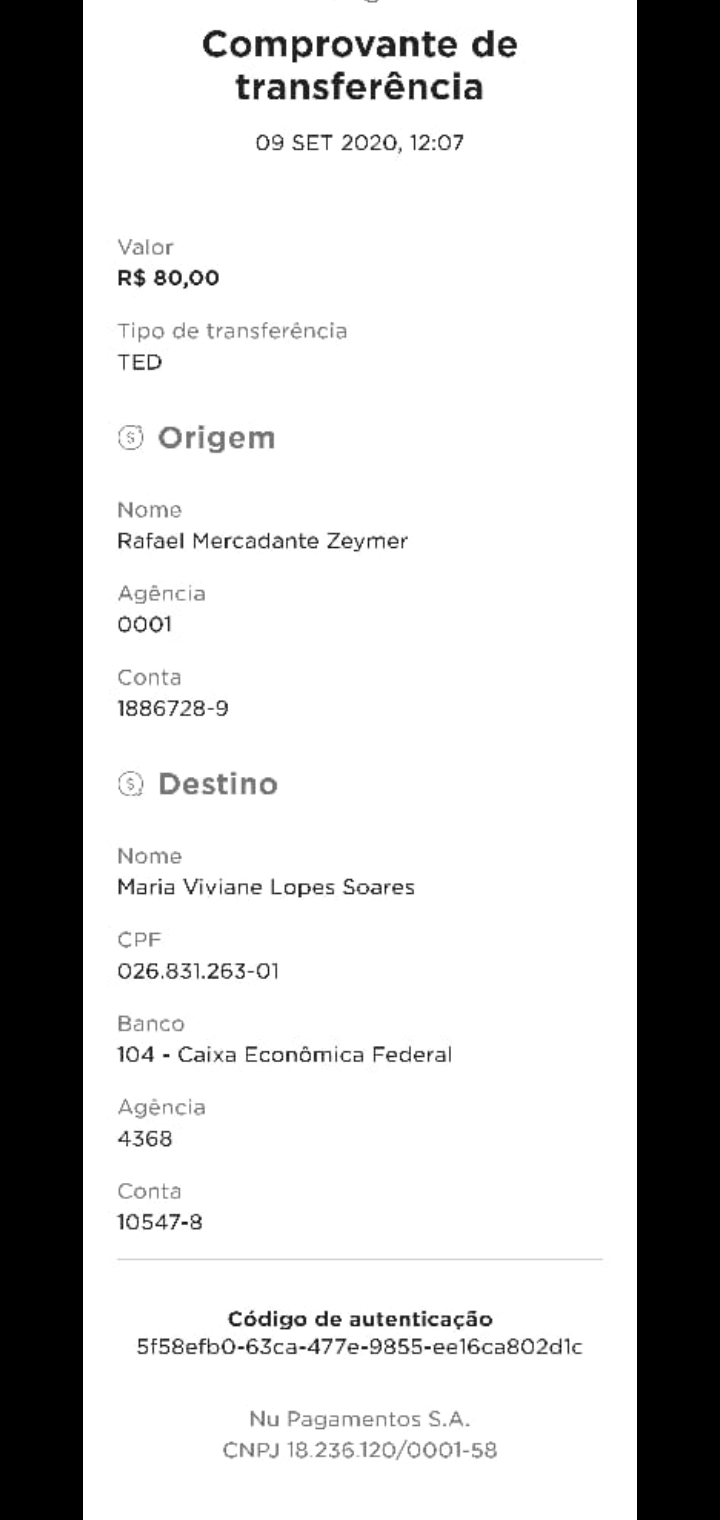 Comprovante de
transferência
09 SET 2020, 12:07
Valor
R$ 80,00
Tipo de transferência
TED
Origem
Nome
Rafael Mercadante Zeymer
Agência
0001
Conta
1886728-9
Destino
Nome
Maria Viviane Lopes Soares
CPF
026.831.263-01
Banco
104 - Caixa Econômica Federal
Agência
4368
Conta
10547-8
Código de autenticação
5f58efb0-63ca-477e-9855-ee16ca802d1c
Nu Pagamentos S.A.
CNPJ 18.236.120/0001-58